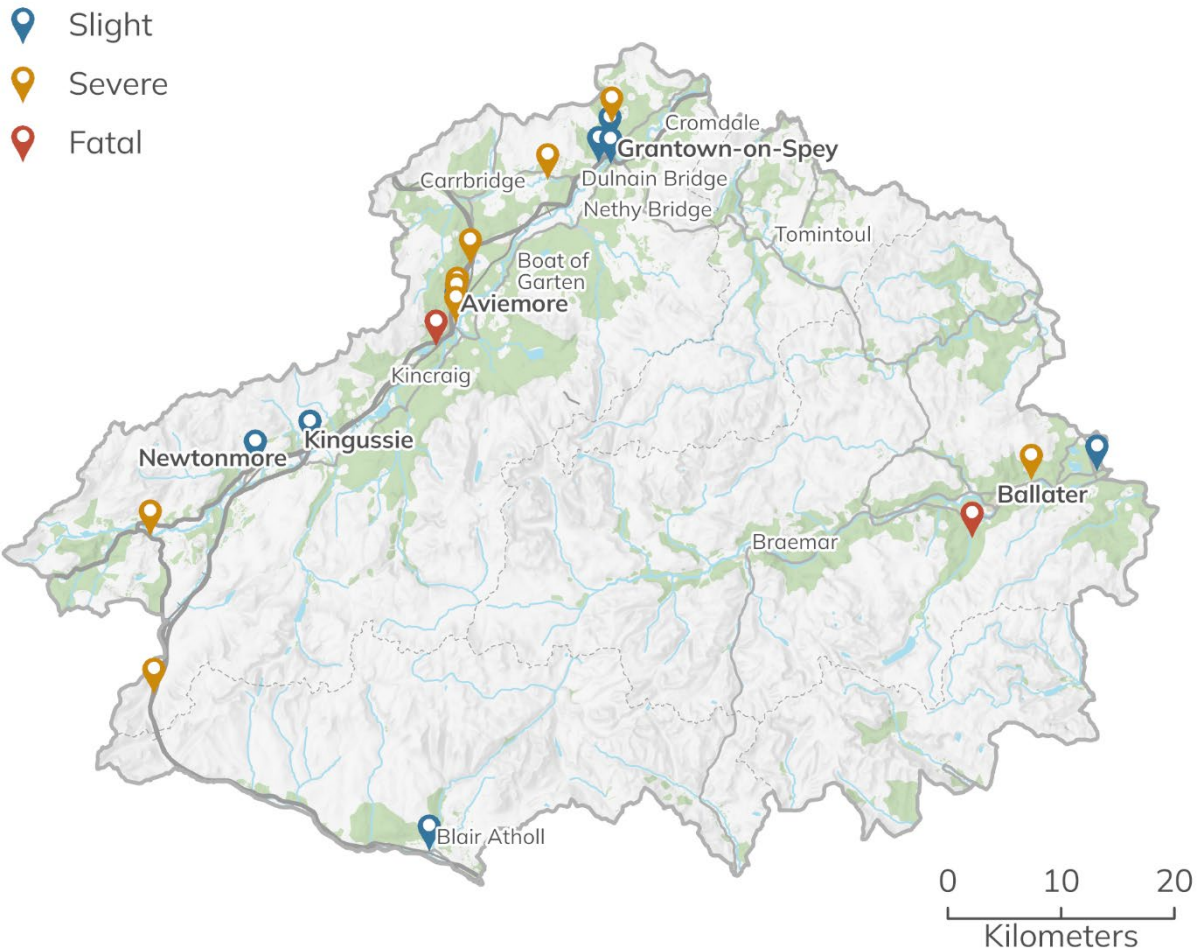 Slight
Severe
Fatal
Cromdale
Grantown-on-Spey
Carrbridge
Dulnain Bridge
Nethy Bridge
Tomintoul
Boat of
Garten
Aviemore
Kincraig
Kingussie
Newtonmore
Ballater
Braemar
Blair Atholl
0 10 20
Kilometers